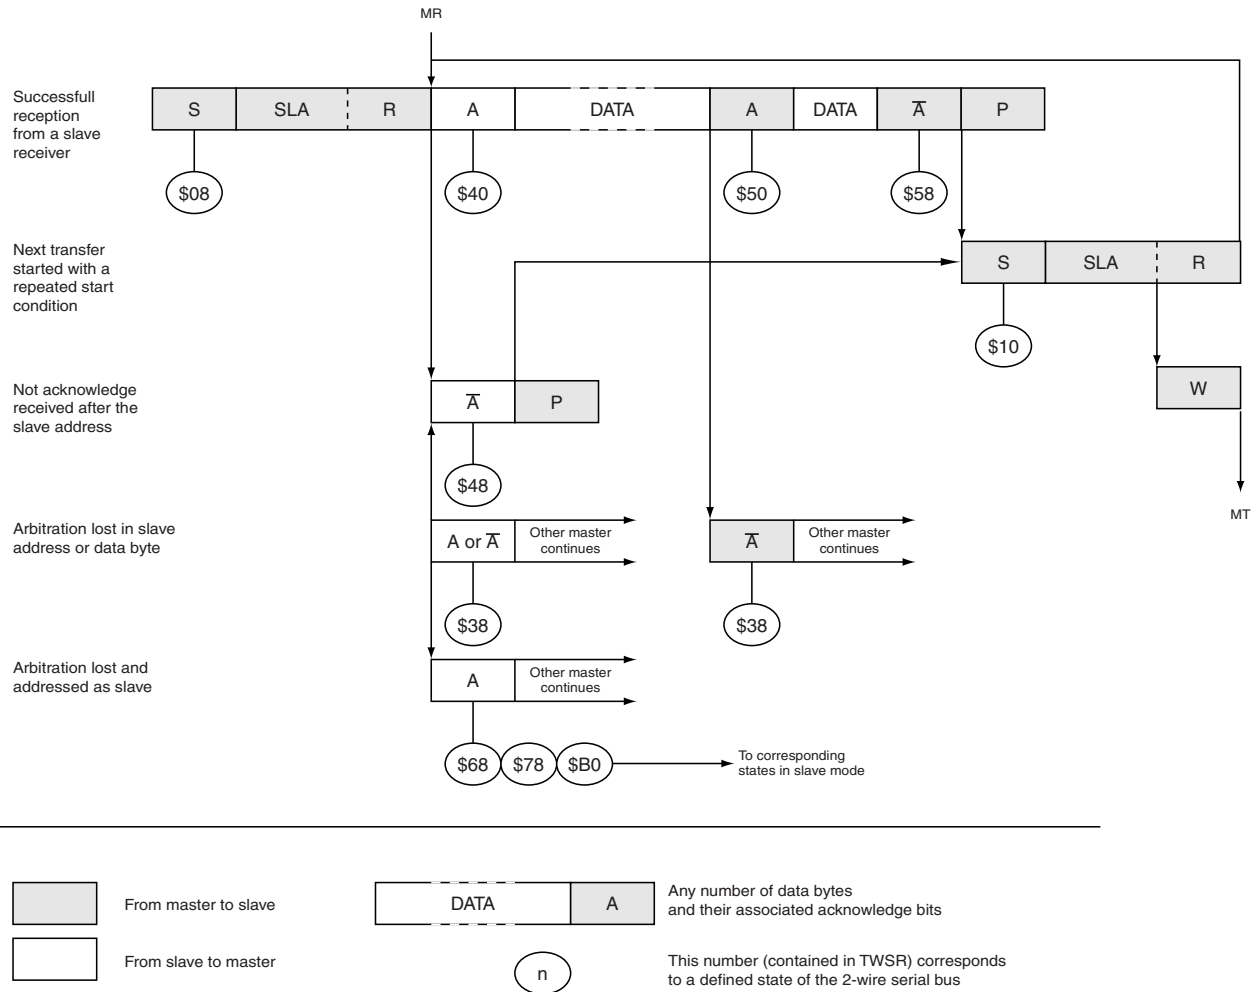 MR
Successfull
reception
from a slave
receiver
S SLA R A DATA A DATA A̅ P
$08 $40 $50 $58
Next transfer
started with a
repeated start
condition
S SLA R
$10
Not acknowledge
received after the
slave address
A̅ P
W
$48
MT
Arbitration lost in slave
address or data byte
A or A̅
Other master
continues
A̅
Other master
continues
$38 $38
Arbitration lost and
addressed as slave
A
Other master
continues
$68 $78 $B0
To corresponding
states in slave mode
From master to slave
DATA A
Any number of data bytes
and their associated acknowledge bits
From slave to master
n
This number (contained in TWSR) corresponds
to a defined state of the 2-wire serial bus